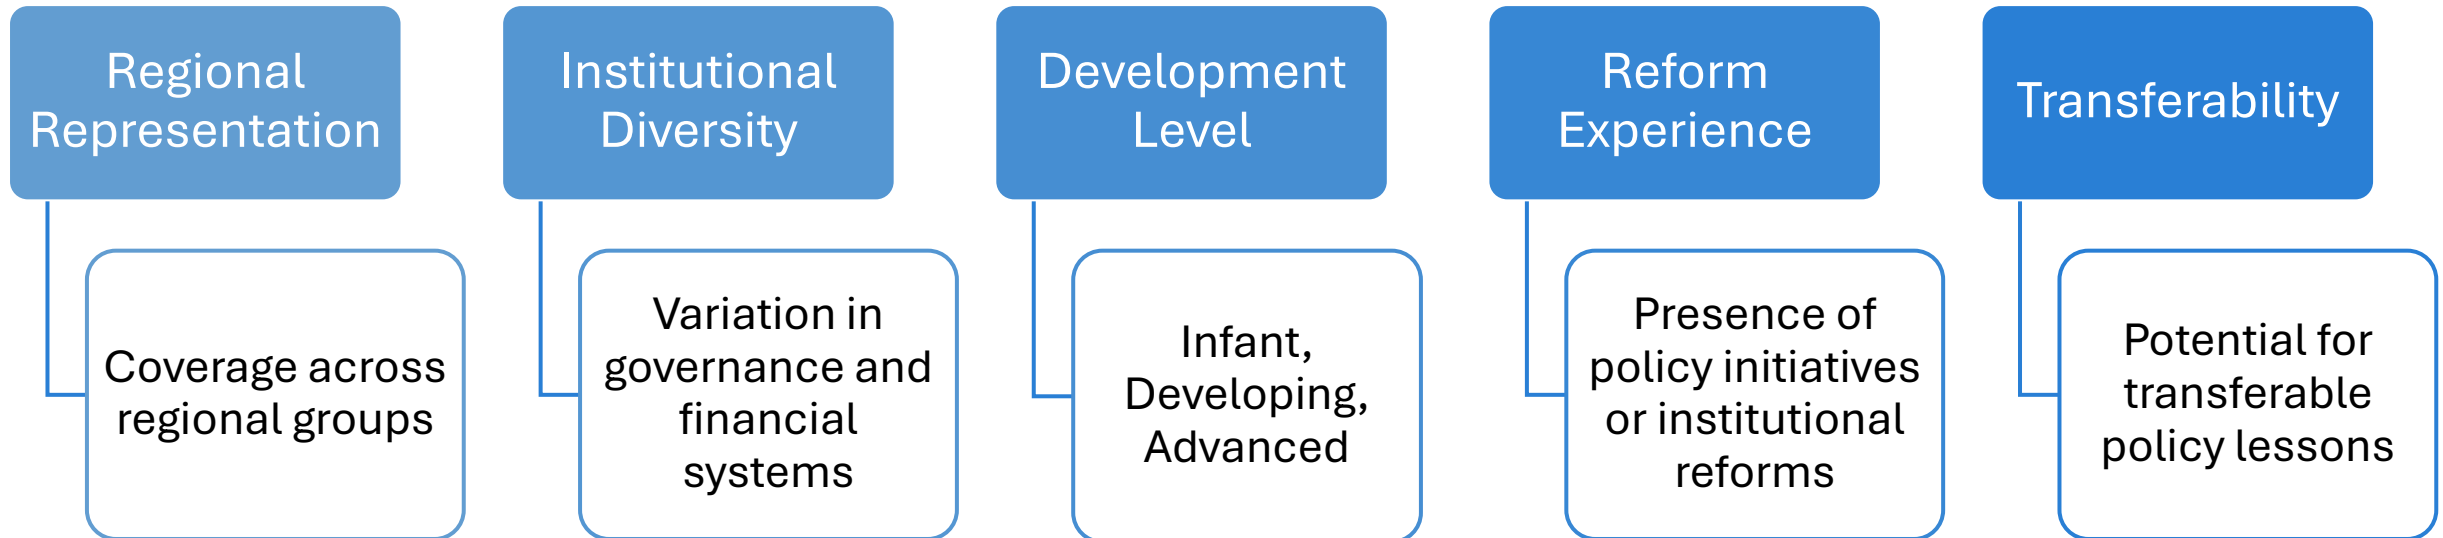 Regional
Representation
Coverage across
regional groups
Institutional
Diversity
Variation in
governance and
financial
systems
Development
Level
Infant,
Developing,
Advanced
Reform
Experience
Presence of
policy initiatives
or institutional
reforms
Transferability
Potential for
transferable
policy lessons